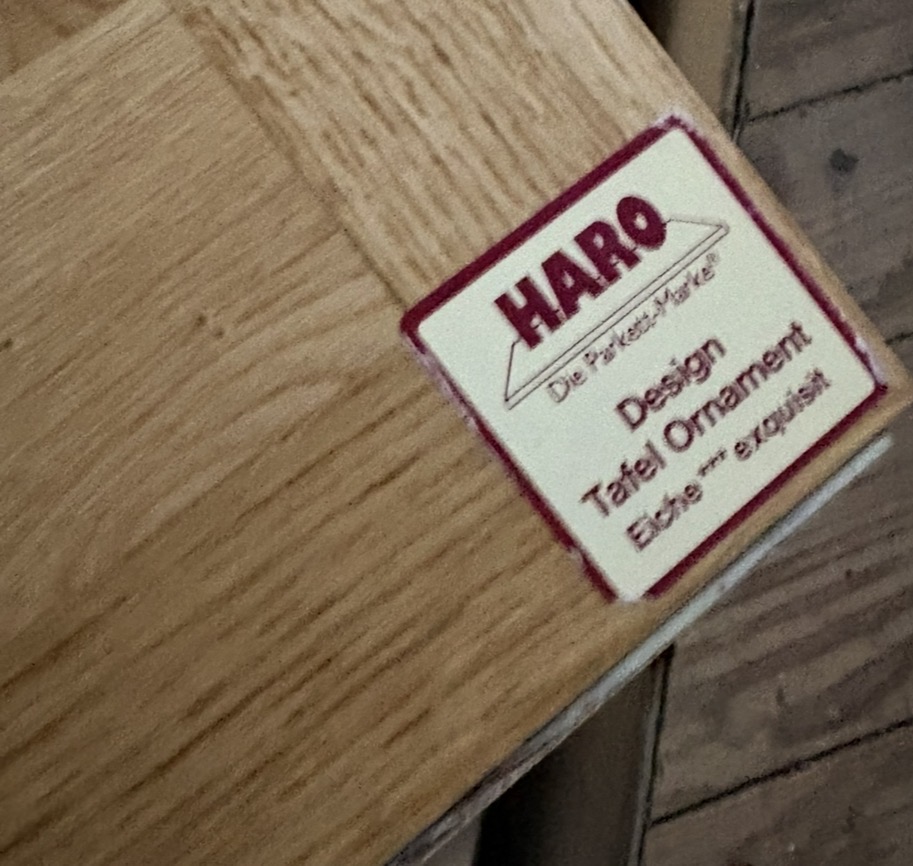 HARO
Die Parkett-Marke®
Design
Tafel Ornament
Eiche*** exquisit